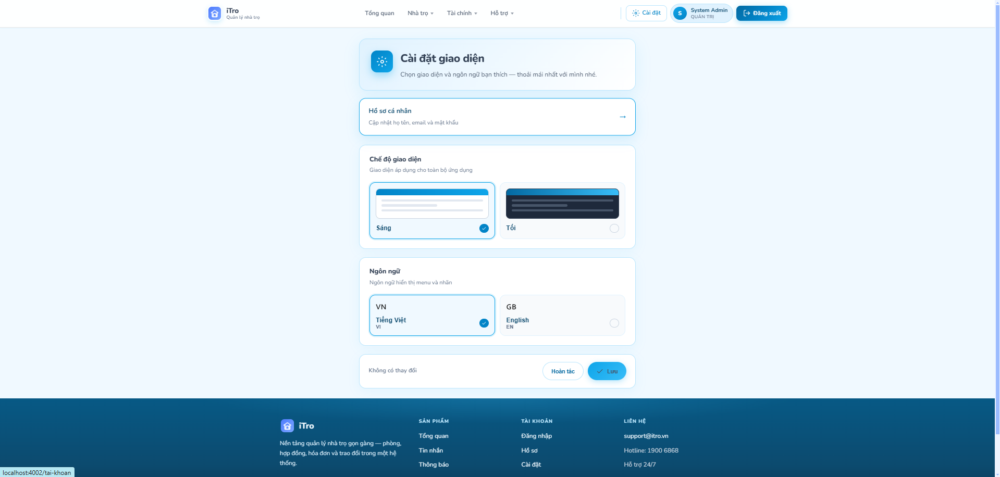 iTro
Quản lý nhà trọ
Tổng quan
Nhà trọ
Tài chính
Hỗ trợ
Cài đặt
S
System Admin
QUẢN TRỊ
Đăng xuất
Cài đặt giao diện
Chọn giao diện và ngôn ngữ bạn thích — thoải mái nhất với mình nhé.
Hồ sơ cá nhân
Cập nhật họ tên, email và mật khẩu
→
Chế độ giao diện
Giao diện áp dụng cho toàn bộ ứng dụng
Sáng
Tối
Ngôn ngữ
Ngôn ngữ hiển thị menu và nhãn
VN
Tiếng Việt
VI
GB
English
EN
Không có thay đổi
Hoàn tác
Lưu
iTro
Nền tảng quản lý nhà trọ gọn gàng — phòng,
hợp đồng, hóa đơn và trao đổi trong một hệ
thống.
SẢN PHẨM
Tổng quan
Tin nhắn
Thông báo
TÀI KHOẢN
Đăng nhập
Hồ sơ
Cài đặt
LIÊN HỆ
support@itro.vn
Hotline: 1900 6868
Hỗ trợ 24/7
localhost:4002/tai-khoan